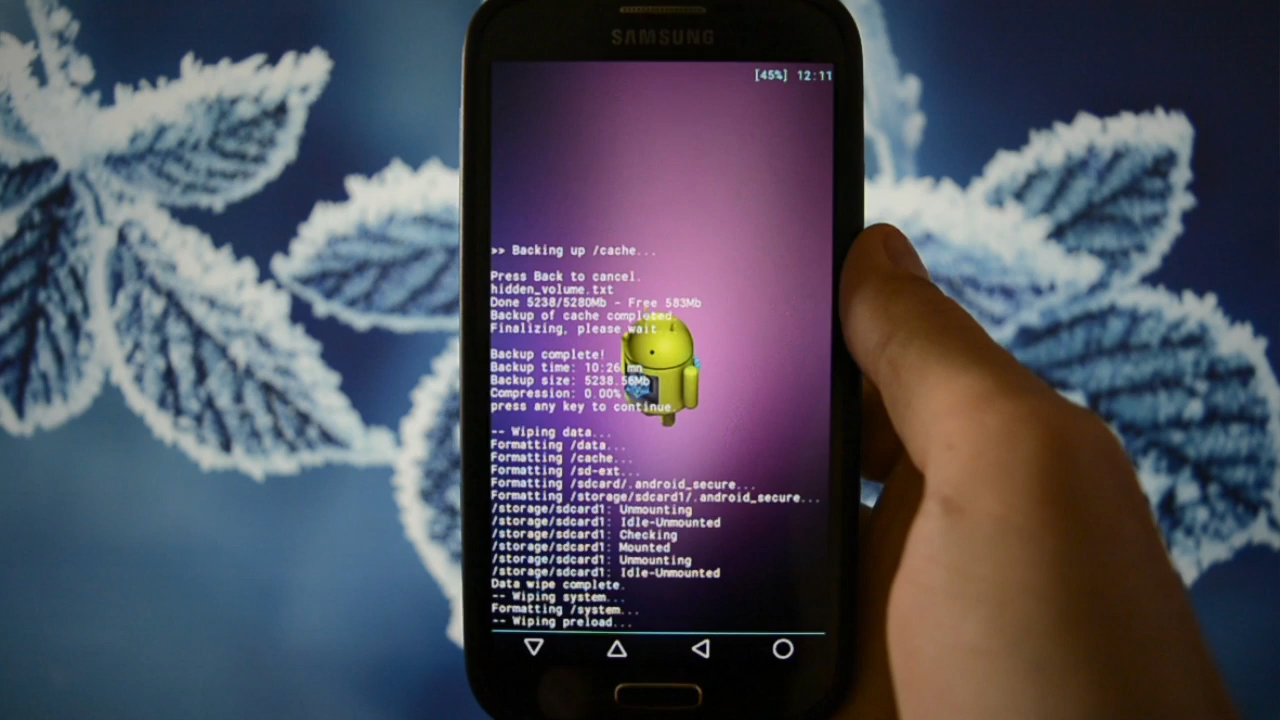 SAMSUNG
[45%] 12:11
>> Backing up /cache...
Press Back to cancel.
hidden_volume.txt
Done 5238/5280Mb - Free 583Mb
Backup of cache completed.
Finalizing, please wait...
Backup complete!
Backup time: 10:26 mn
Backup size: 5238.56Mb
Compression: 0.00%
press any key to continue.
-- Wiping data...
Formatting /data...
Formatting /cache...
Formatting /sd-ext...
Formatting /sdcard/.android_secure...
Formatting /storage/sdcard1/.android_secure...
/storage/sdcard1: Unmounting
/storage/sdcard1: Idle-Unmounted
/storage/sdcard1: Checking
/storage/sdcard1: Mounted
/storage/sdcard1: Unmounting
/storage/sdcard1: Idle-Unmounted
Data wipe complete.
-- Wiping system...
Formatting /system...
-- Wiping preload...